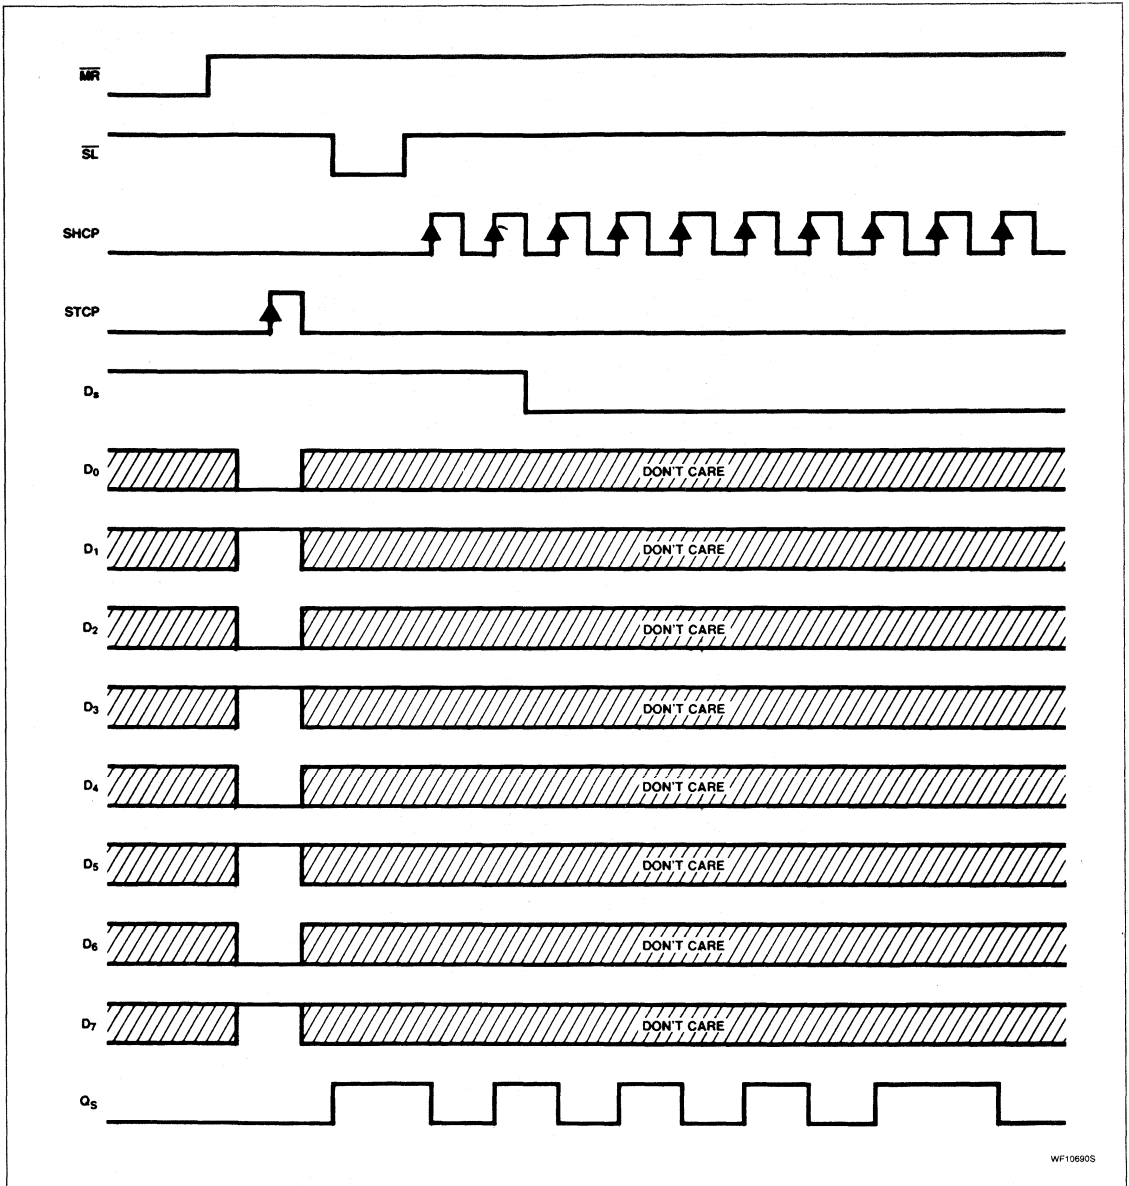 MR
SL
SHCP
STCP
Ds
D0 DON'T CARE
D1 DON'T CARE
D2 DON'T CARE
D3 DON'T CARE
D4 DON'T CARE
D5 DON'T CARE
D6 DON'T CARE
D7 DON'T CARE
QS
WF10690S